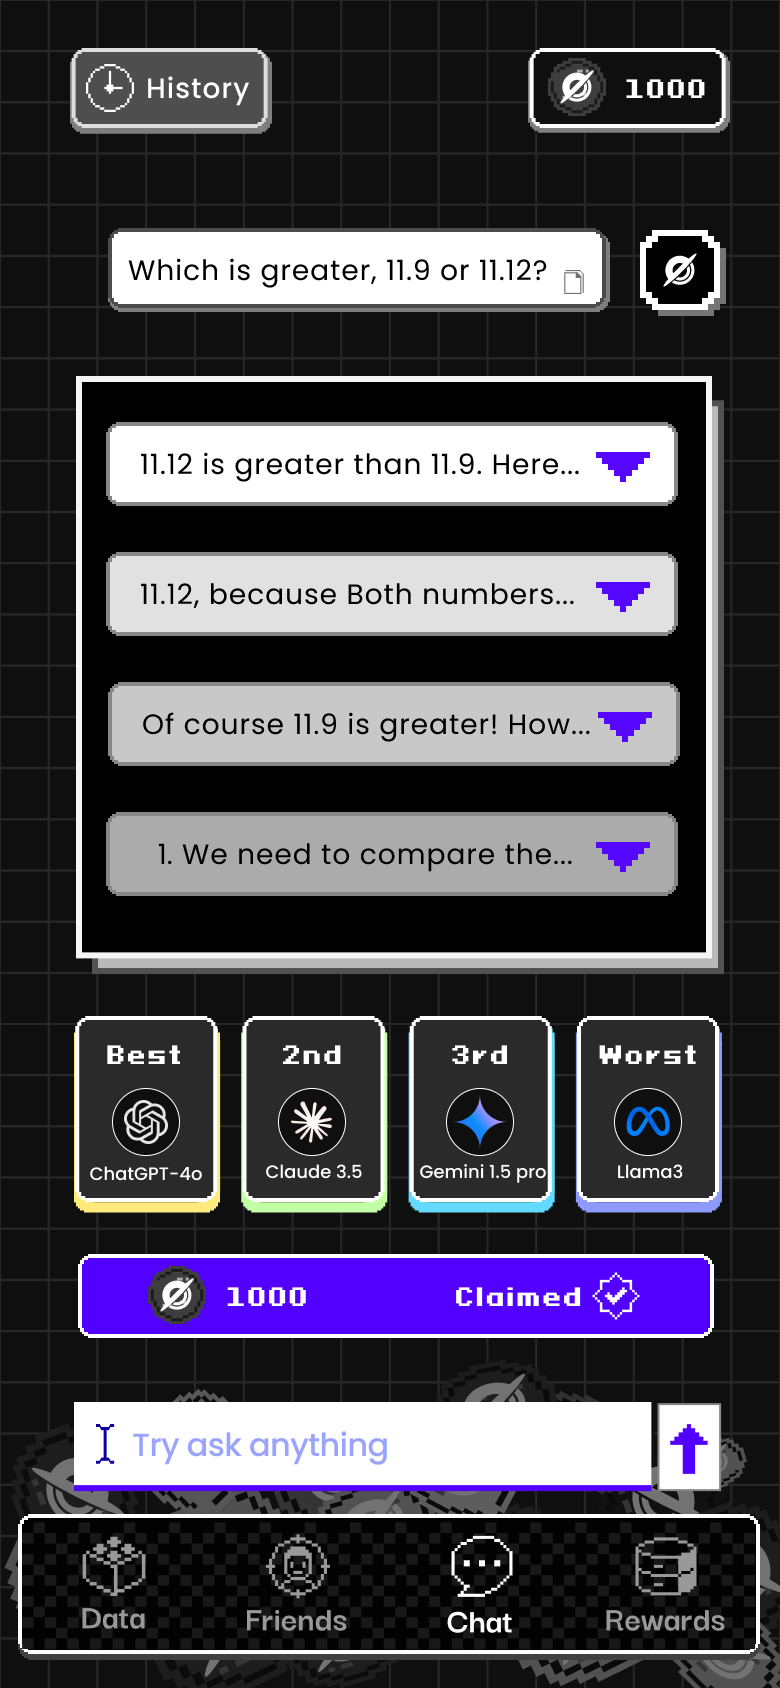 History
1000
Which is greater, 11.9 or 11.12?
11.12 is greater than 11.9. Here...
11.12, because Both numbers...
Of course 11.9 is greater! How...
1. We need to compare the...
Best
2nd
3rd
Worst
ChatGPT-4o
Claude 3.5
Gemini 1.5 pro
Llama3
1000
Claimed
Try ask anything
Data
Friends
Chat
Rewards